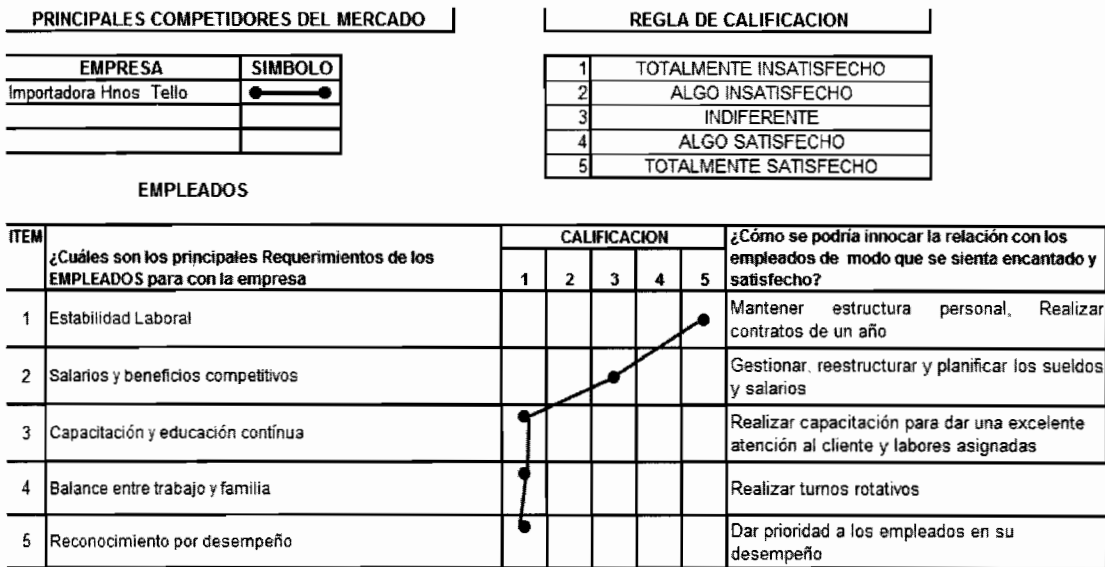 PRINCIPALES COMPETIDORES DEL MERCADO
REGLA DE CALIFICACION
EMPRESA SIMBOLO
Importadora Hnos Tello
1 TOTALMENTE INSATISFECHO
2 ALGO INSATISFECHO
3 INDIFERENTE
4 ALGO SATISFECHO
5 TOTALMENTE SATISFECHO
EMPLEADOS
ITEM
¿Cuáles son los principales Requerimientos de los
EMPLEADOS para con la empresa
CALIFICACION
1 2 3 4 5
¿Cómo se podría innocar la relación con los
empleados de modo que se sienta encantado y
satisfecho?
1 Estabilidad Laboral
Mantener estructura personal, Realizar
contratos de un año
2 Salarios y beneficios competitivos
Gestionar, reestructurar y planificar los sueldos
y salarios
3 Capacitación y educación contínua
Realizar capacitación para dar una excelente
atención al cliente y labores asignadas
4 Balance entre trabajo y familia
Realizar turnos rotativos
5 Reconocimiento por desempeño
Dar prioridad a los empleados en su
desempeño